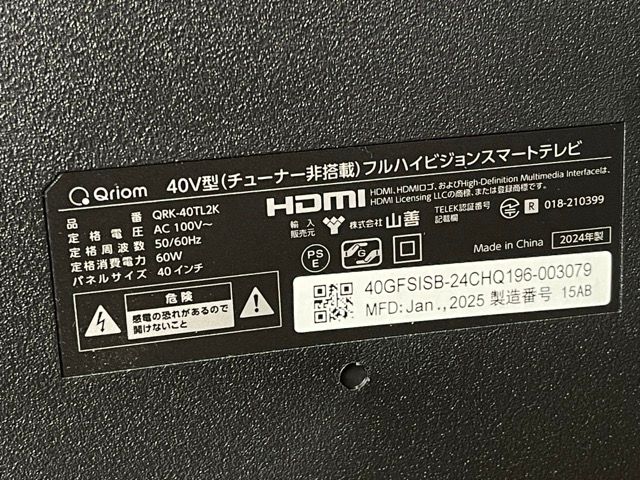 Qriom 40V型(チューナー非搭載)フルハイビジョンスマートテレビ
品番 QRK-40TL2K
定格電圧 AC 100V~
定格周波数 50/60Hz
定格消費電力 60W
パネルサイズ 40インチ
HDMI
HDMI、HDMIロゴ、およびHigh-Definition Multimedia Interfaceは、
HDMI Licensing LLCの商標、または登録商標です。
輸入
販売元
株式会社 山善
TELEK認証番号
記載欄
R 018-210399
PS
E
G
Made in China 2024年製
危険
感電の恐れがあるので
開けないこと
40GFSISB-24CHQ196-003079
MFD: Jan.,2025 製造番号 15AB